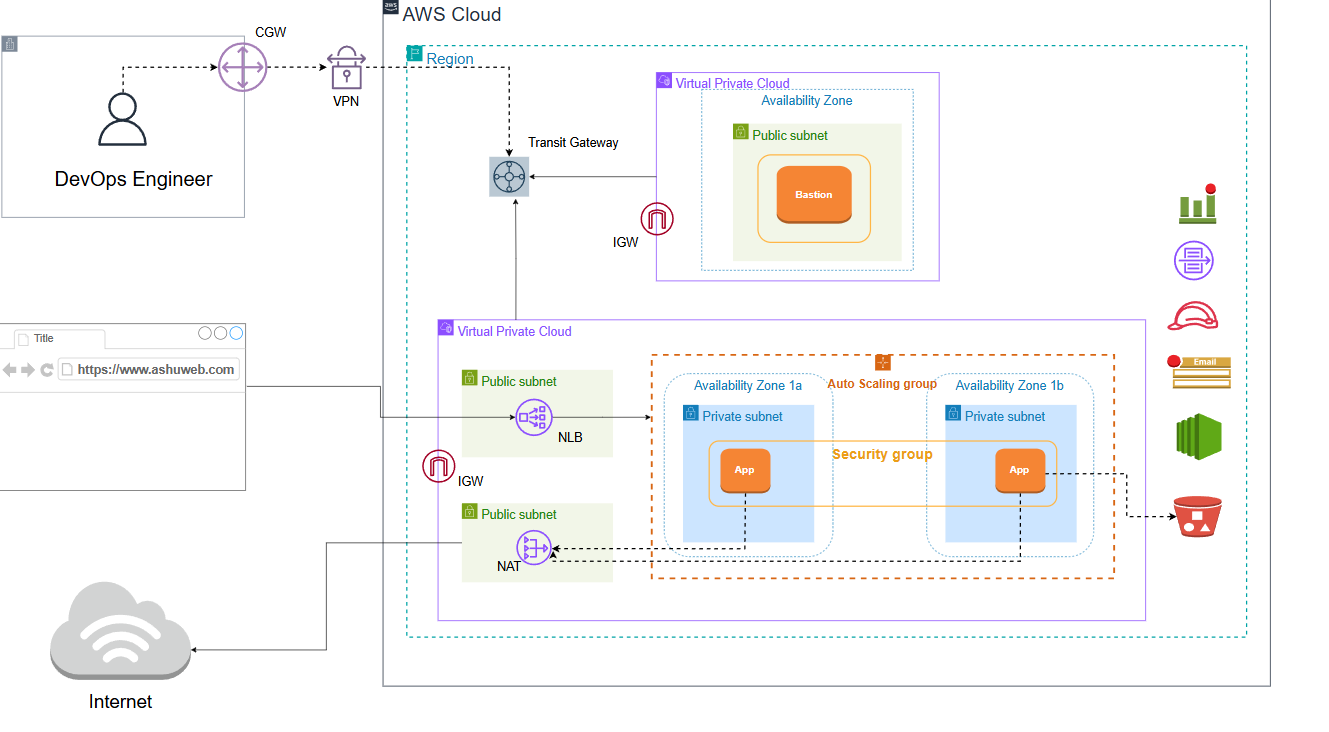 aws
AWS Cloud
CGW
VPN
Region
DevOps Engineer
Transit Gateway
Virtual Private Cloud
Availability Zone
Public subnet
Bastion
IGW
Title
https://www.ashuweb.com
Virtual Private Cloud
Public subnet
NLB
IGW
Public subnet
NAT
Auto Scaling group
Availability Zone 1a
Private subnet
App
Security group
Availability Zone 1b
Private subnet
App
Email
Internet